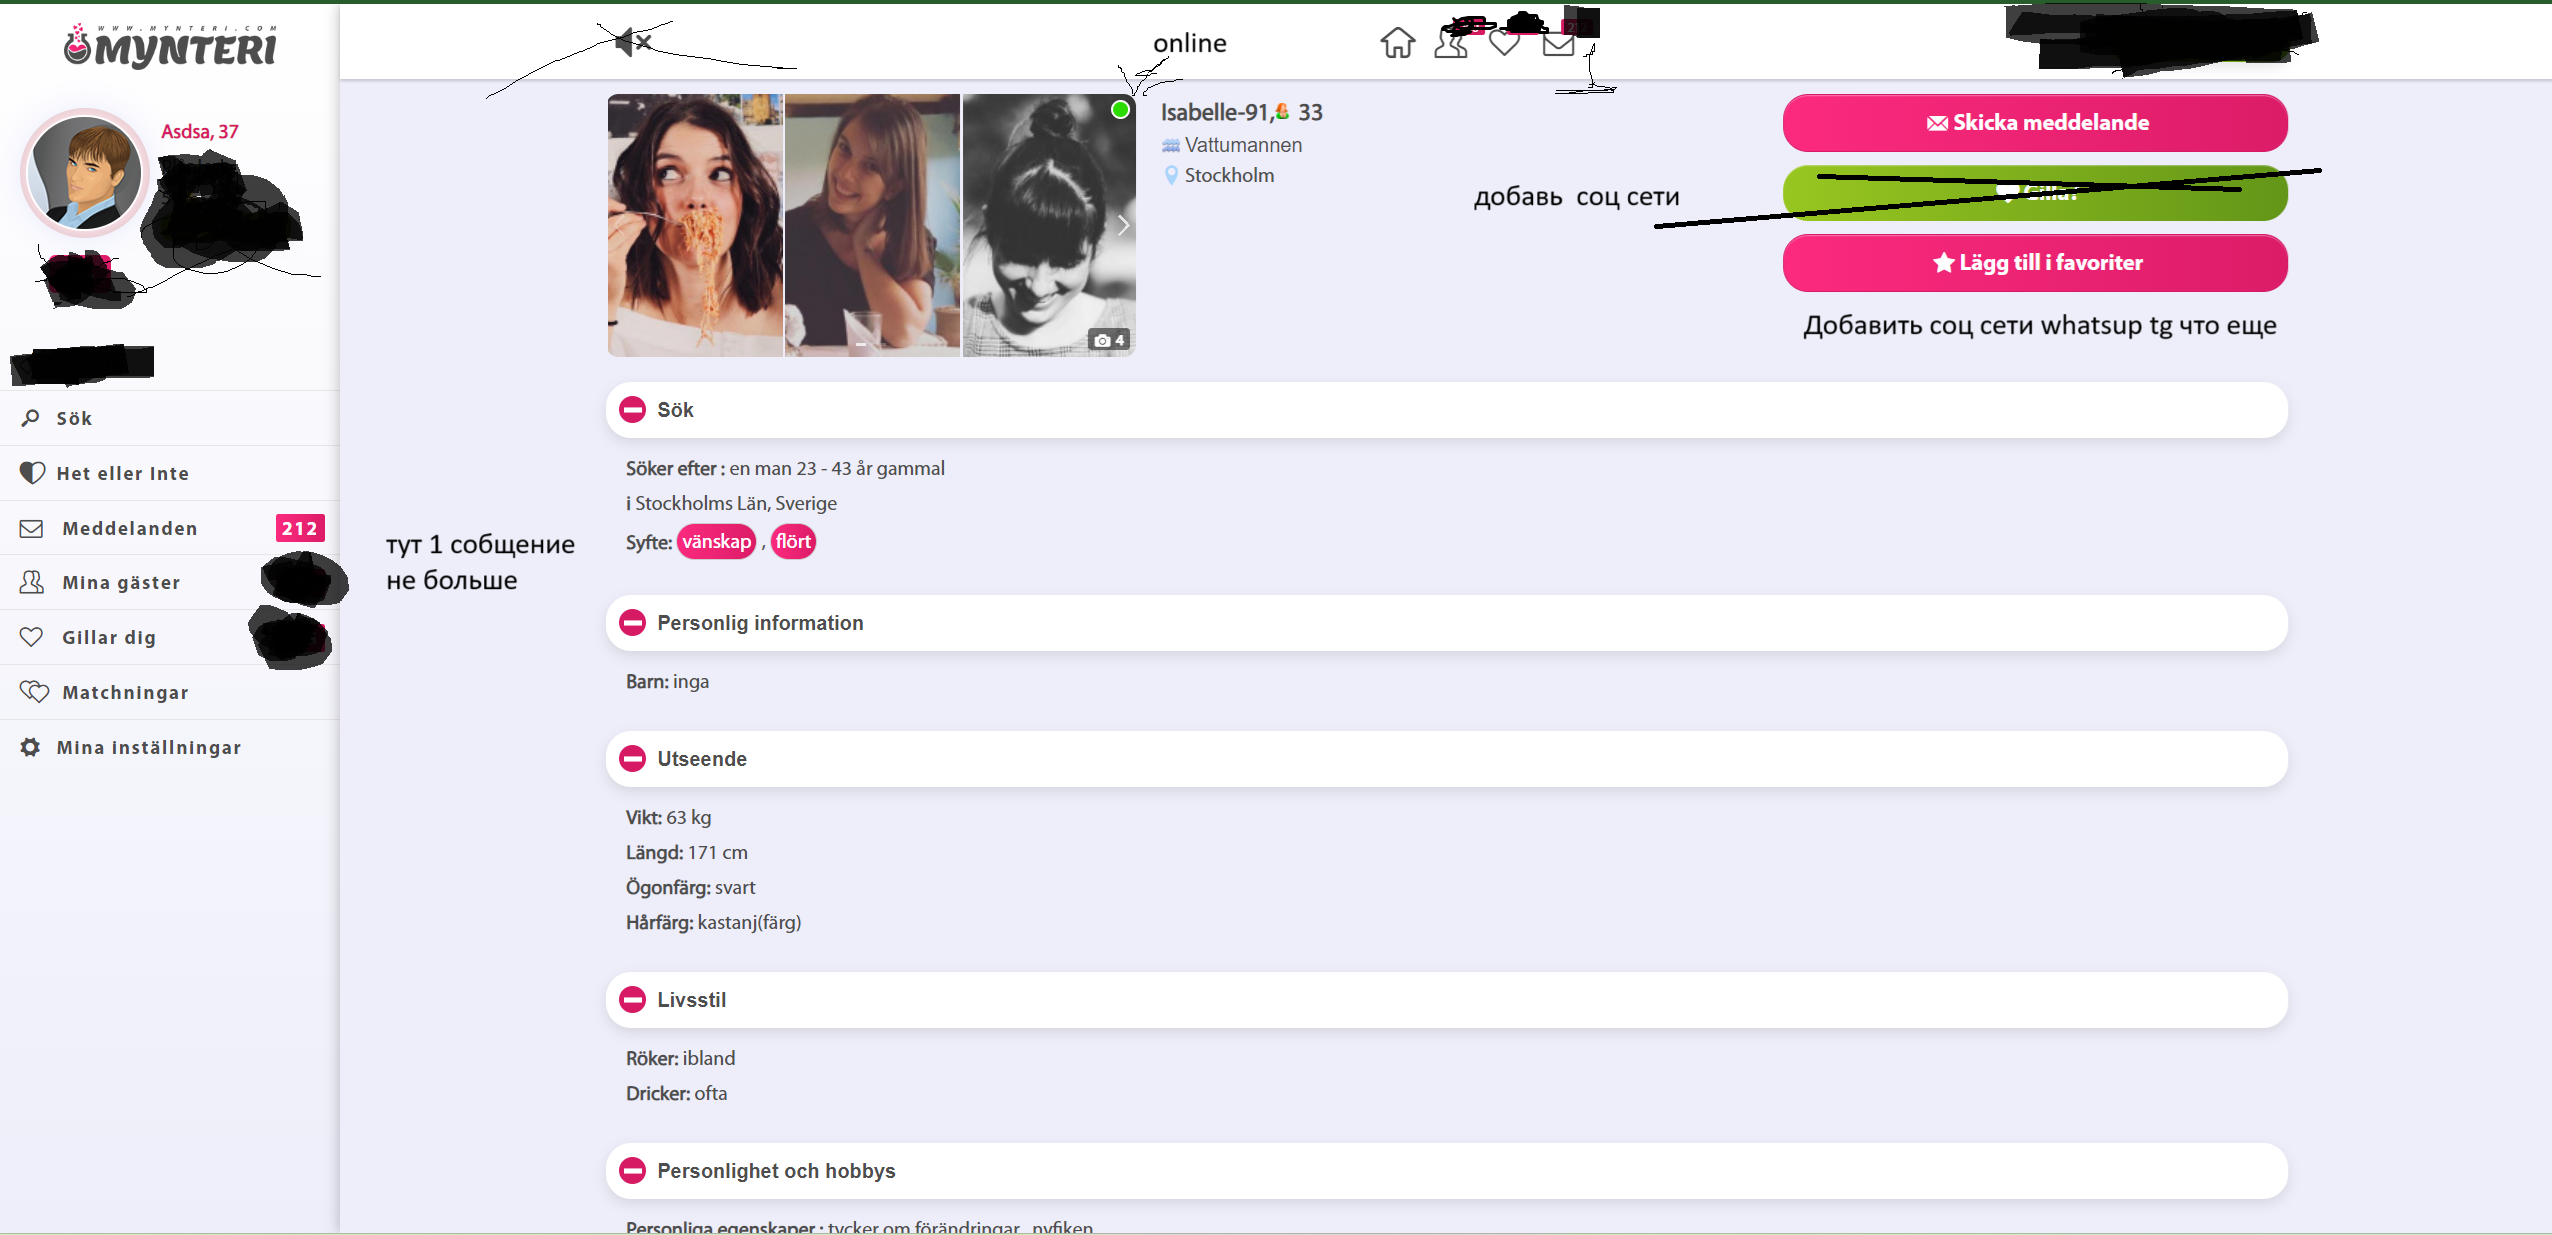 WWW.MYNTERI.COM
MYNTERI
online
Asdsa, 37
Isabelle-91, 33
Vattumannen
Stockholm
4
Skicka meddelande
добавь соц сети
Lägg till i favoriter
Добавить соц сети whatsup tg что еще
Sök
Het eller Inte
Meddelanden 212
Mina gäster
Gillar dig
Matchningar
Mina inställningar
тут 1 собщение
не больше
Sök
Söker efter : en man 23 - 43 år gammal
i Stockholms Län, Sverige
Syfte: vänskap , flört
Personlig information
Barn: inga
Utseende
Vikt: 63 kg
Längd: 171 cm
Ögonfärg: svart
Hårfärg: kastanj(färg)
Livsstil
Röker: ibland
Dricker: ofta
Personlighet och hobbys
Personliga egenskaper : tycker om förändringar , nyfiken